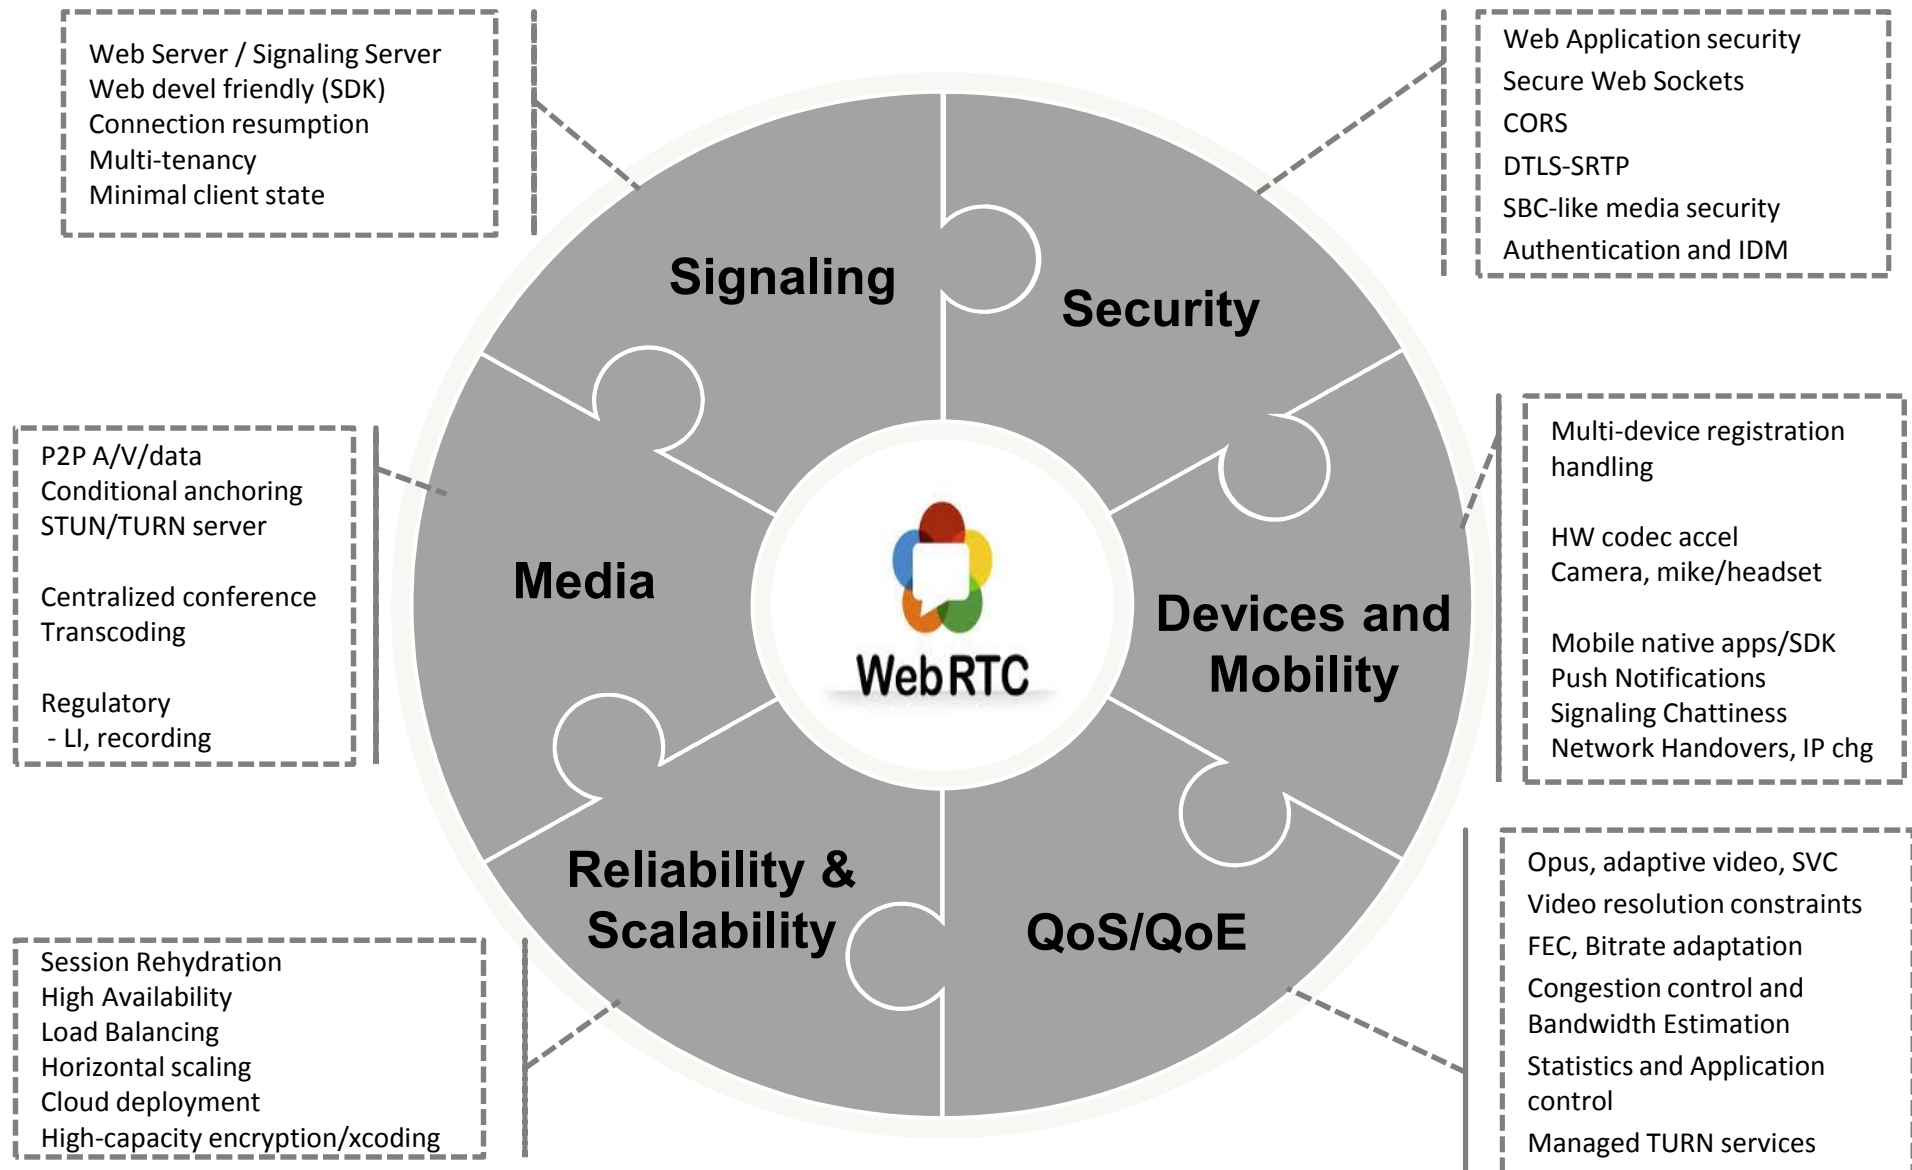 Web Server / Signaling Server
Web devel friendly (SDK)
Connection resumption
Multi-tenancy
Minimal client state
Web Application security
Secure Web Sockets
CORS
DTLS-SRTP
SBC-like media security
Authentication and IDM
Signaling
Security
P2P A/V/data
Conditional anchoring
STUN/TURN server
Centralized conference
Transcoding
Regulatory
- LI, recording
Media
WebRTC
Devices and
Mobility
Multi-device registration
handling
HW codec accel
Camera, mike/headset
Mobile native apps/SDK
Push Notifications
Signaling Chattiness
Network Handovers, IP chg
Reliability &
Scalability
QoS/QoE
Session Rehydration
High Availability
Load Balancing
Horizontal scaling
Cloud deployment
High-capacity encryption/xcoding
Opus, adaptive video, SVC
Video resolution constraints
FEC, Bitrate adaptation
Congestion control and
Bandwidth Estimation
Statistics and Application
control
Managed TURN services